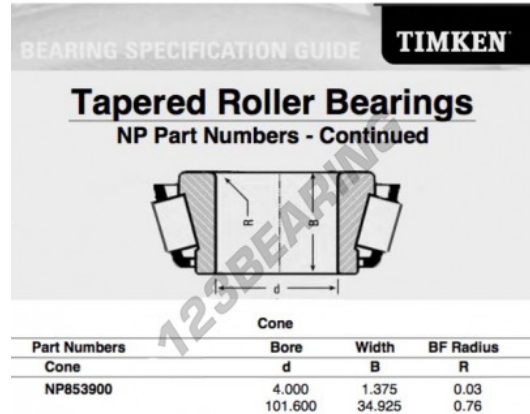 BEARING SPECIFICATION GUIDE
TIMKEN
Tapered Roller Bearings
NP Part Numbers - Continued
R
B
d
123BEARING
Cone
Part Numbers Bore Width BF Radius
Cone d B R
NP853900 4.000 1.375 0.03
101.600 34.925 0.76